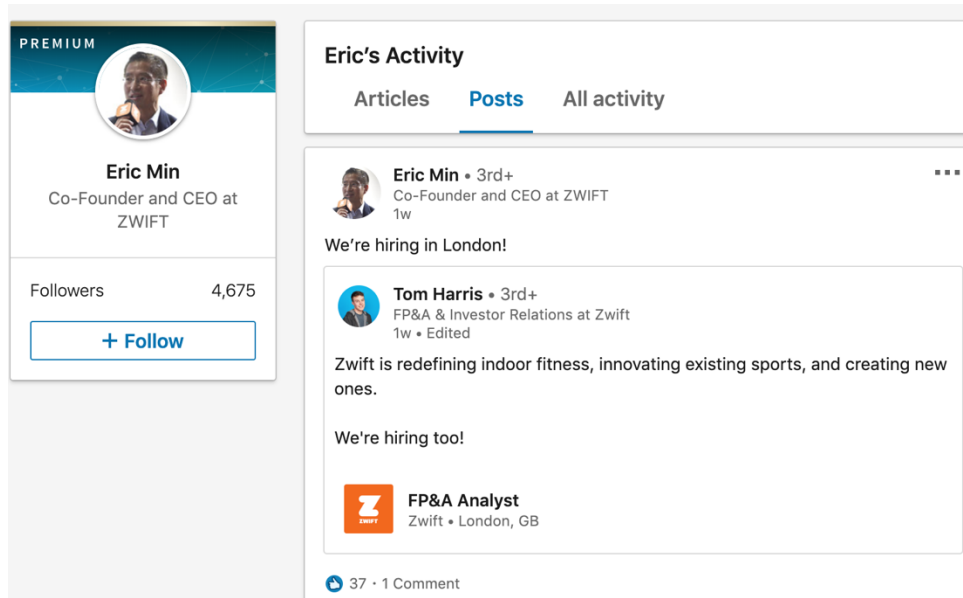 PREMIUM
Eric Min
Co-Founder and CEO at
ZWIFT
Followers 4,675
+ Follow
Eric’s Activity
Articles Posts All activity
Eric Min • 3rd+
Co-Founder and CEO at ZWIFT
1w
We’re hiring in London!
Tom Harris • 3rd+
FP&A & Investor Relations at Zwift
1w • Edited
Zwift is redefining indoor fitness, innovating existing sports, and creating new
ones.
We're hiring too!
ZWIFT
FP&A Analyst
Zwift • London, GB
37 · 1 Comment